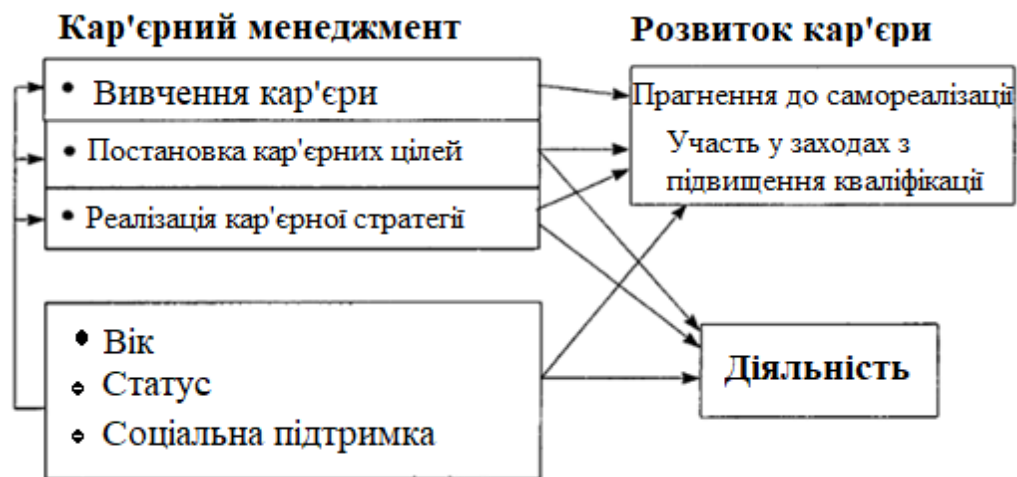 Кар'єрний менеджмент
Розвиток кар'єри
• Вивчення кар'єри
• Постановка кар'єрних цілей
• Реалізація кар'єрної стратегії
Прагнення до самореалізації
Участь у заходах з
підвищення кваліфікації
• Вік
• Статус
• Соціальна підтримка
Діяльність